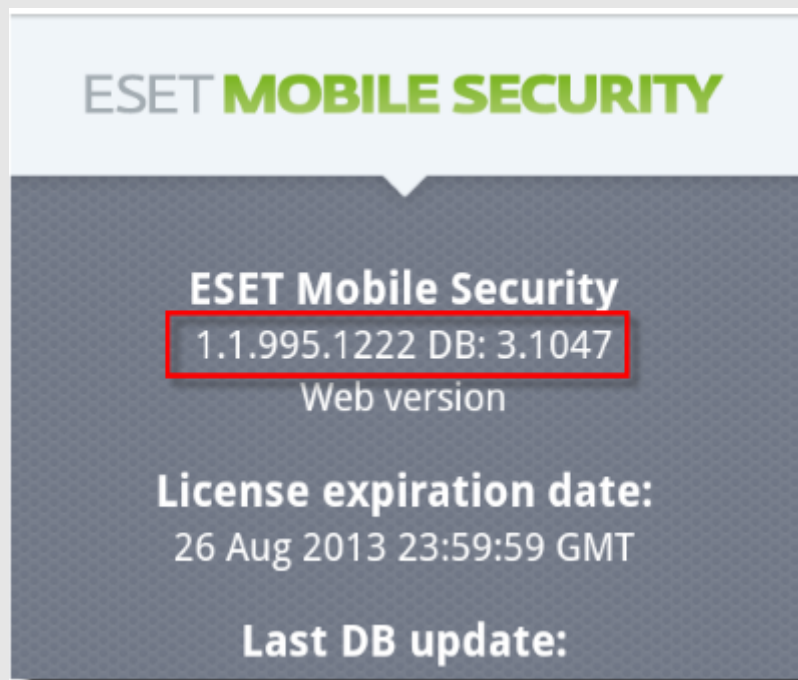 ESET MOBILE SECURITY
ESET Mobile Security
1.1.995.1222 DB: 3.1047
Web version
License expiration date:
26 Aug 2013 23:59:59 GMT
Last DB update: